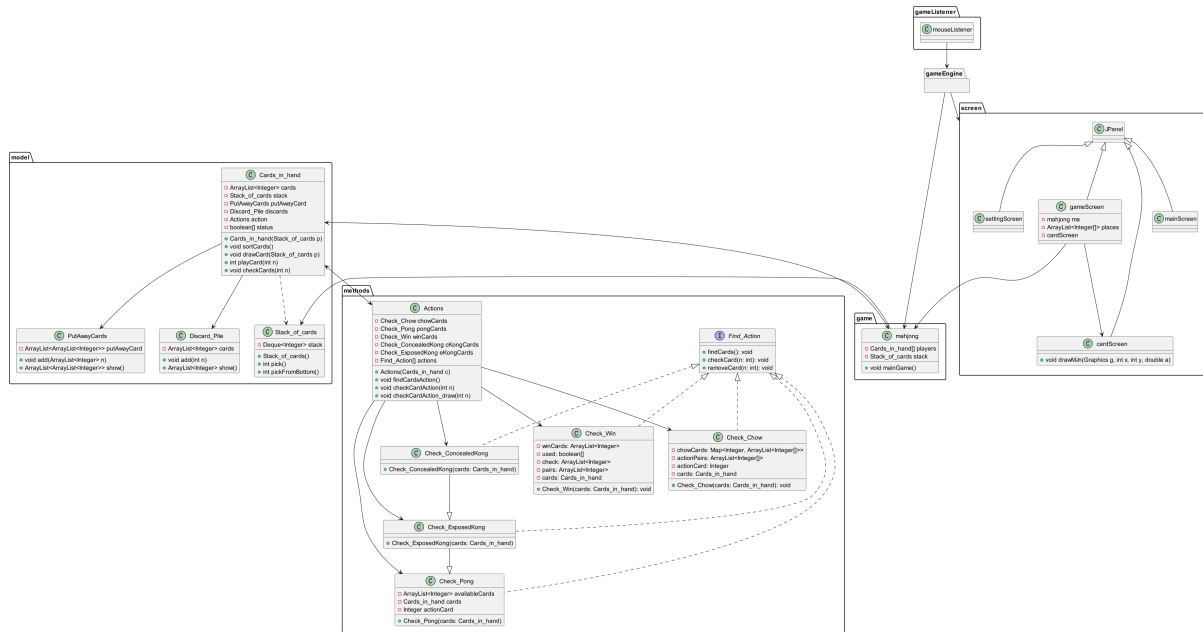 gameListener
C mouseListener
gameEngine
screen
C JPanel
C settingScreen
C gameScreen
mahjong ma
ArrayList<Integer[]> places
cardScreen
C mainScreen
C cardScreen
void drawMJ(Graphics g, int x, int y, double a)
model
C Cards_in_hand
ArrayList<Integer> cards
Stack_of_cards stack
PutAwayCards putAwayCard
Discard_Pile discards
Actions action
boolean[] status
Cards_in_hand(Stack_of_cards p)
void sortCards()
void drawCard(Stack_of_cards p)
int playCard(int n)
void checkCards(int n)
C PutAwayCards
ArrayList<ArrayList<Integer>> putAwayCard
void add(ArrayList<Integer> n)
ArrayList<ArrayList<Integer>> show()
C Discard_Pile
ArrayList<Integer> cards
void add(int n)
ArrayList<Integer> show()
C Stack_of_cards
Deque<Integer> stack
Stack_of_cards()
int pick()
int pickFromBottom()
methods
C Actions
Check_Chow chowCards
Check_Pong pongCards
Check_Win winCards
Check_ConcealedKong cKongCards
Check_ExposedKong eKongCards
Find_Action[] actions
Actions(Cards_in_hand c)
void findCardsAction()
void checkCardAction(int n)
void checkCardAction_draw(int n)
I Find_Action
findCards(): void
checkCard(n: int): void
removeCard(n: int): void
game
C mahjong
Cards_in_hand[] players
Stack_of_cards stack
void mainGame()
C Check_ConcealedKong
Check_ConcealedKong(cards: Cards_in_hand)
C Check_Win
winCards: ArrayList<Integer>
used: boolean[]
check: ArrayList<Integer>
pairs: ArrayList<Integer>
cards: Cards_in_hand
Check_Win(cards: Cards_in_hand): void
C Check_Chow
chowCards: Map<Integer, ArrayList<Integer[]>>
actionPairs: ArrayList<Integer[]>
actionCard: Integer
cards: Cards_in_hand
Check_Chow(cards: Cards_in_hand): void
C Check_ExposedKong
Check_ExposedKong(cards: Cards_in_hand)
C Check_Pong
ArrayList<Integer> availableCards
Cards_in_hand cards
Integer actionCard
Check_Pong(cards: Cards_in_hand)